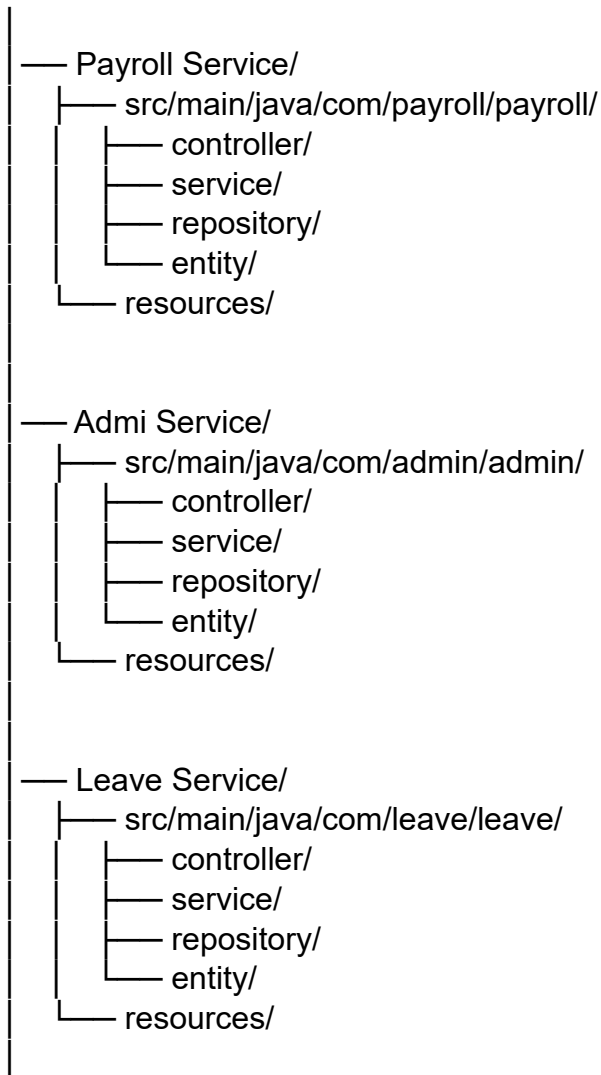 Payroll Service/
src/main/java/com/payroll/payroll/
controller/
service/
repository/
entity/
resources/
Admi Service/
src/main/java/com/admin/admin/
controller/
service/
repository/
entity/
resources/
Leave Service/
src/main/java/com/leave/leave/
controller/
service/
repository/
entity/
resources/